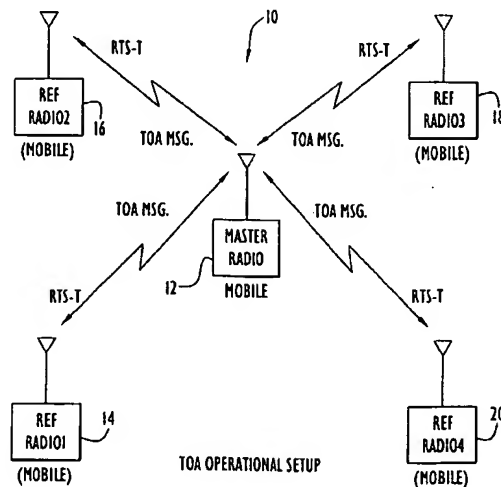 10
RTS-T
RTS-T
REF
RADIO2
16
(MOBILE)
REF
RADIO3
18
(MOBILE)
TOA MSG.
TOA MSG.
TOA MSG.
TOA MSG.
MASTER
RADIO
12
MOBILE
RTS-T
RTS-T
REF
RADIO1
14
(MOBILE)
REF
RADIO4
20
(MOBILE)
TOA OPERATIONAL SETUP